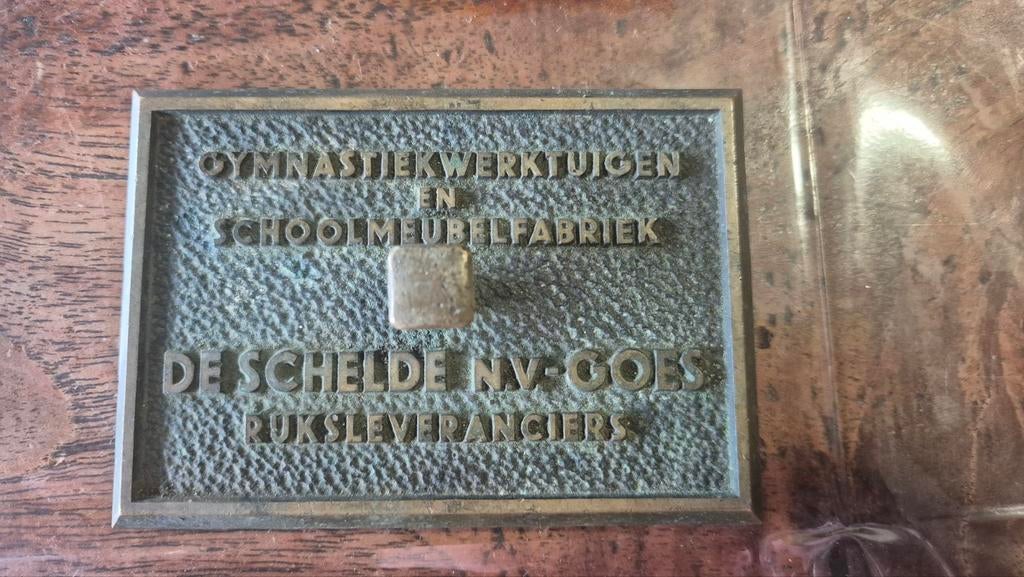 GYMNASTIEKWERKTUIGEN
EN
SCHOOLMEUBELFABRIEK
DE SCHELDE N.V.-GOES
RIJKSLEVERANCIERS